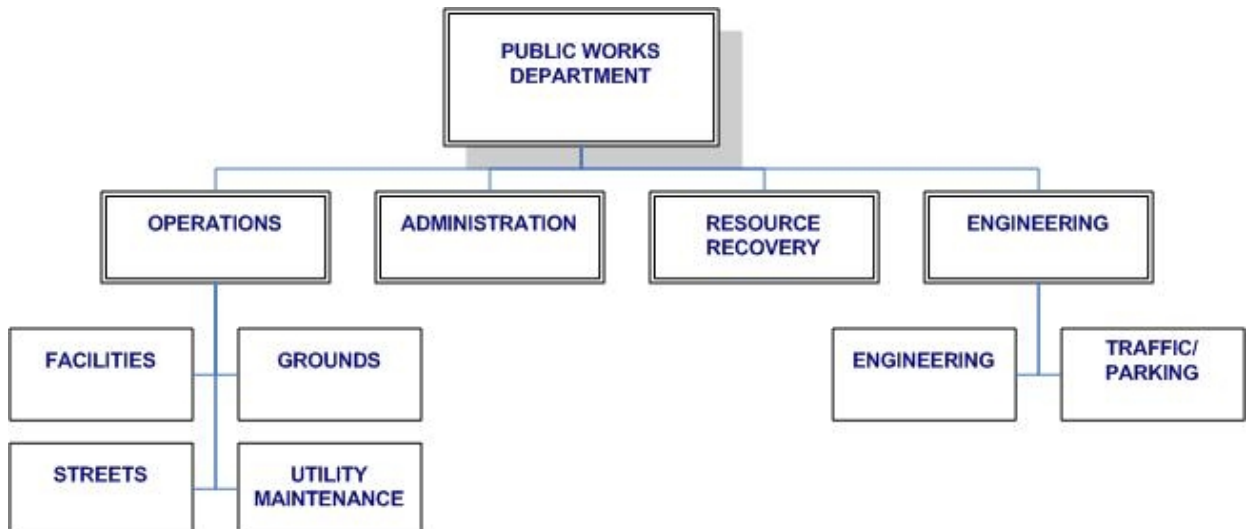 PUBLIC WORKS
DEPARTMENT
OPERATIONS
ADMINISTRATION
RESOURCE
RECOVERY
ENGINEERING
FACILITIES
GROUNDS
ENGINEERING
TRAFFIC/
PARKING
STREETS
UTILITY
MAINTENANCE